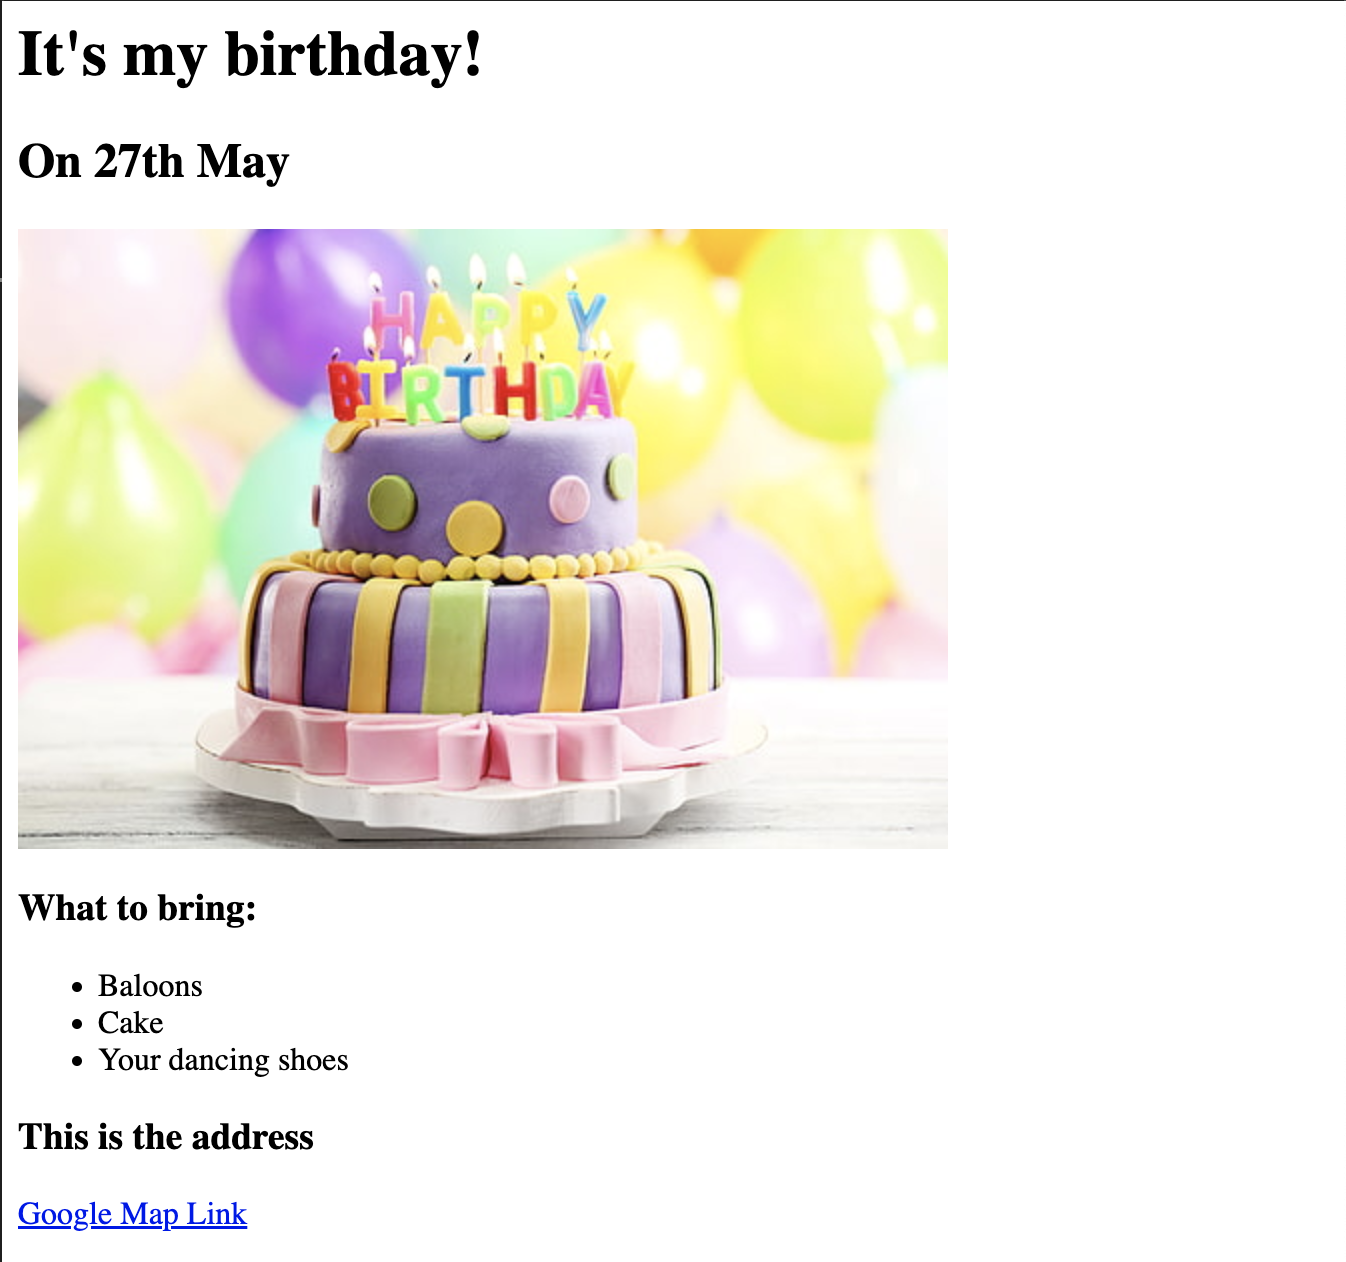 It's my birthday!
On 27th May
HAPPY
BIRTHDAY
What to bring:
Baloons
Cake
Your dancing shoes
This is the address
Google Map Link